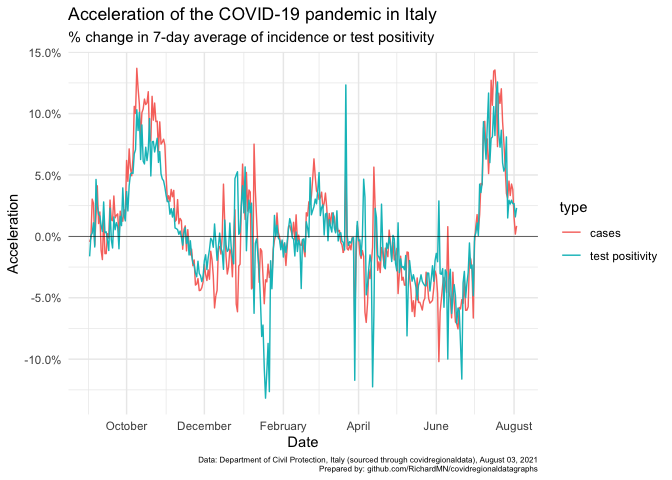 Acceleration of the COVID-19 pandemic in Italy
% change in 7-day average of incidence or test positivity
15.0%
10.0%
5.0%
0.0%
-5.0%
-10.0%
Acceleration
October December February April June August
Date
type
cases
test positivity
Data: Department of Civil Protection, Italy (sourced through covidregionaldata), August 03, 2021
Prepared by: github.com/RichardMN/covidregionaldatagraphs